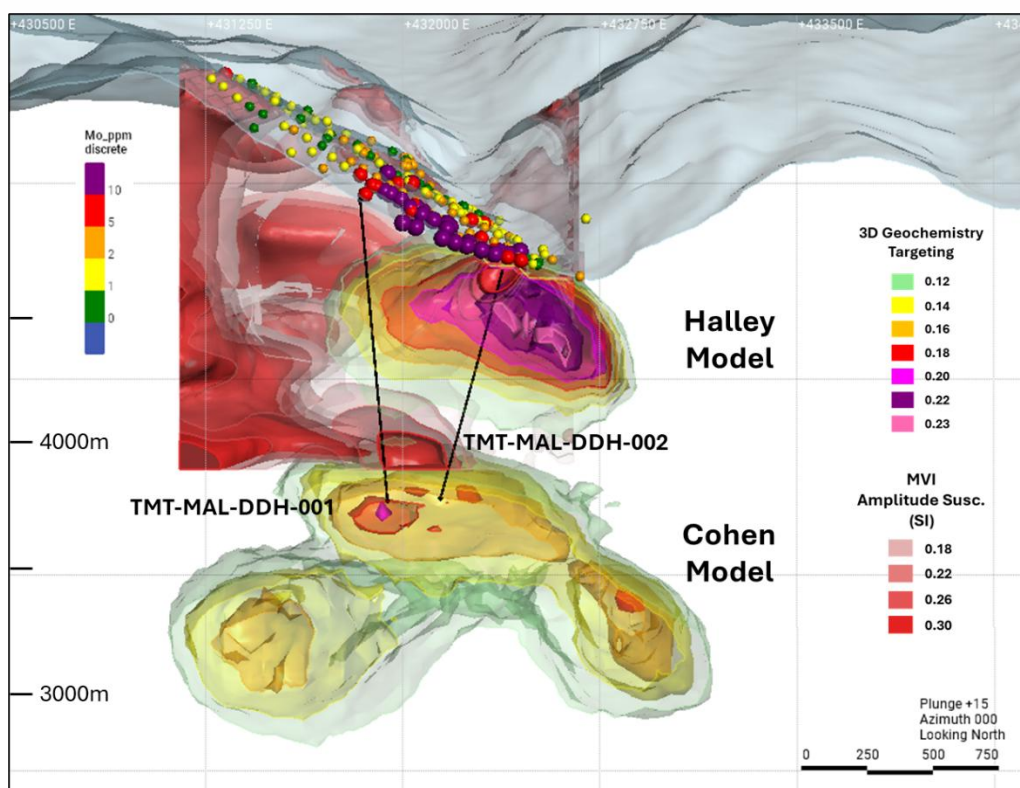 +430500 E
+431250 E
+432000 E
+432750 E
+433500 E
Mo_ppm
discrete
10
5
2
1
0
3D Geochemistry
Targeting
0.12
0.14
0.16
0.18
0.20
0.22
0.23
Halley
Model
4000m
TMT-MAL-DDH-002
TMT-MAL-DDH-001
MVI
Amplitude Susc.
(SI)
0.18
0.22
0.26
0.30
Cohen
Model
3000m
Plunge +15
Azimuth 000
Looking North
0 250 500 750